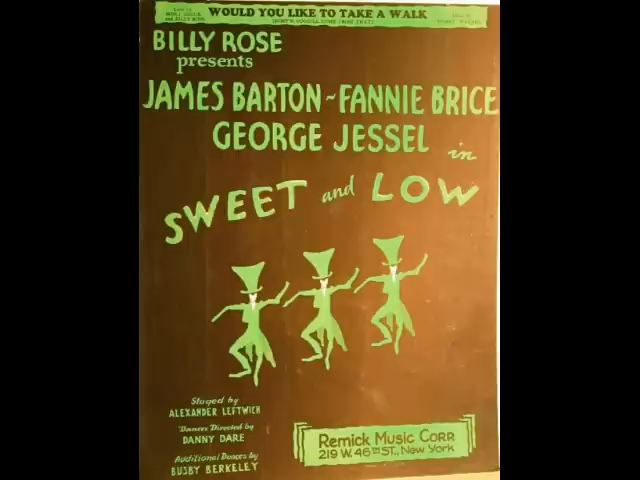 WOULD YOU LIKE TO TAKE A WALK
BILLY ROSE
presents
JAMES BARTON ~ FANNIE BRICE
GEORGE JESSEL
in
SWEET and LOW
Staged by
ALEXANDER LEFTWICH
Dances Directed by
DANNY DARE
Additional Dances by
BUSBY BERKELEY
Remick Music Corp
219 W. 46TH ST., New York